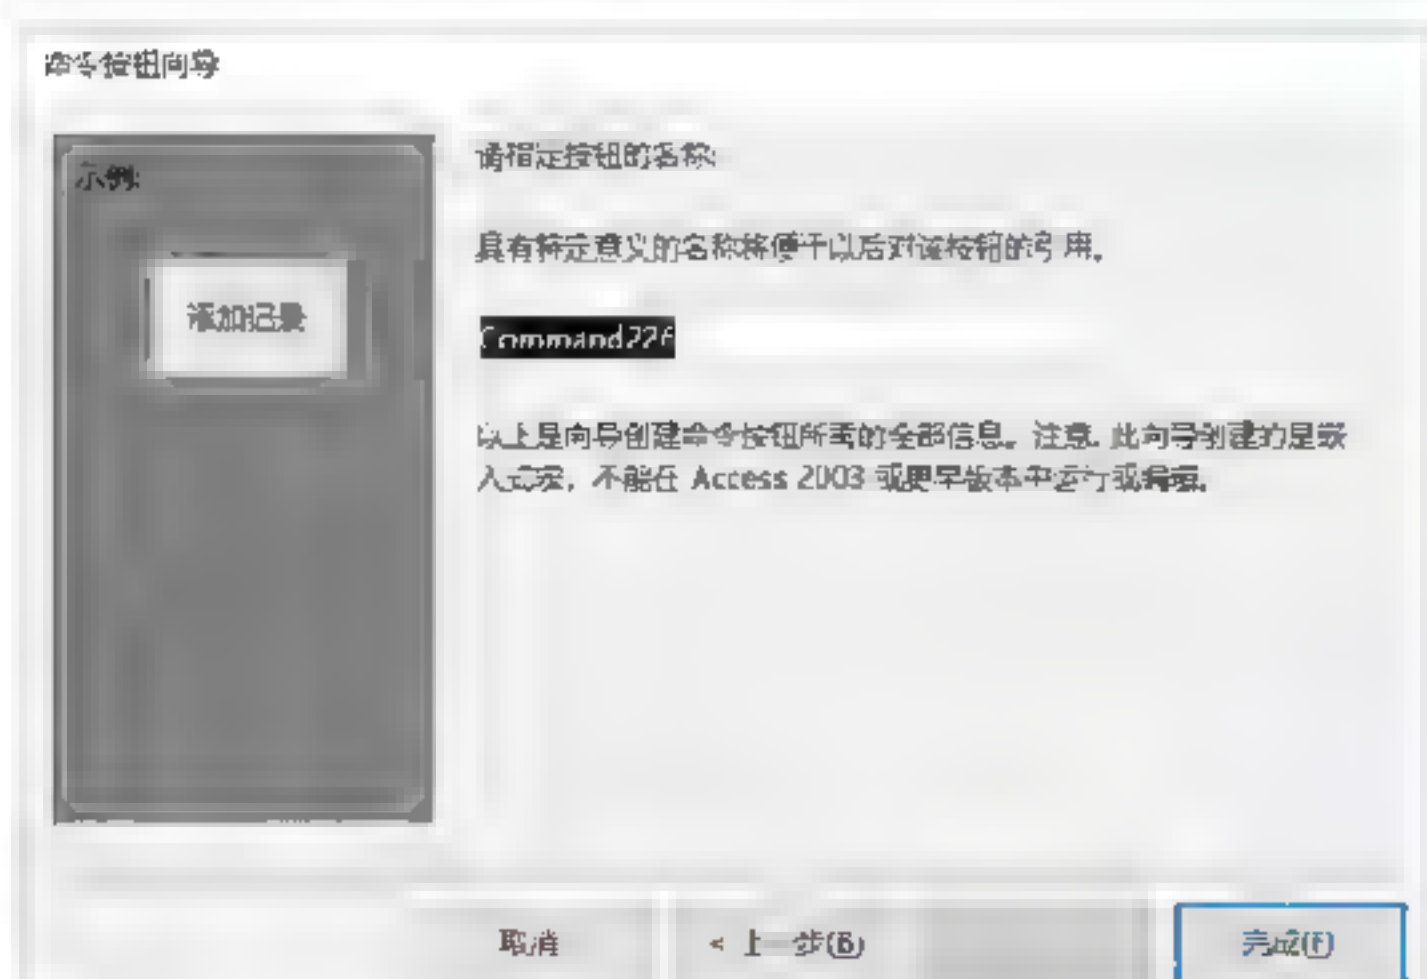 命令按钮向导
示例:
添加记录
请指定按钮的名称:
具有特定意义的名称将便于以后对该按钮的引用。
Command226
以上是向导创建命令按钮所需的全部信息。注意: 此向导创建的是嵌
入式宏，不能在 Access 2003 或更早版本中运行或编辑。
取消
< 上一步(B)
完成(F)